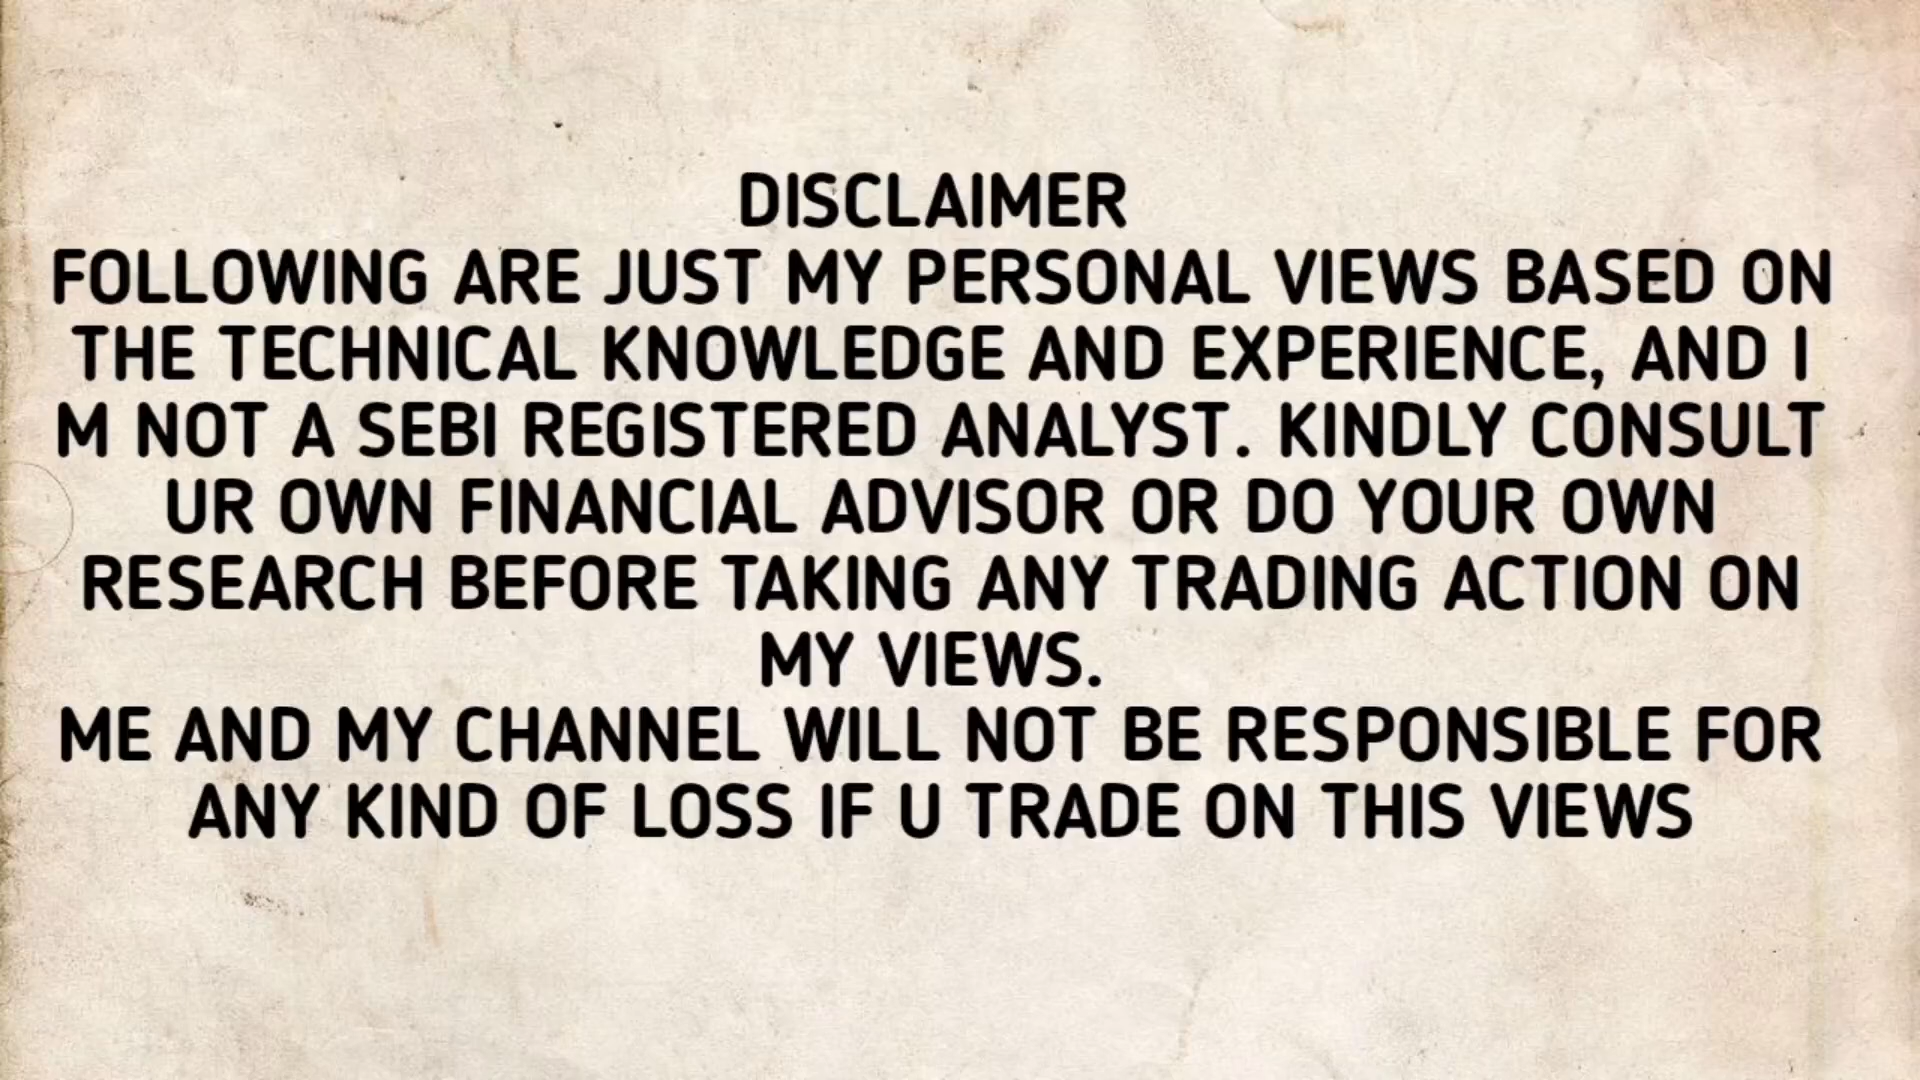 DISCLAIMER
FOLLOWING ARE JUST MY PERSONAL VIEWS BASED ON
THE TECHNICAL KNOWLEDGE AND EXPERIENCE, AND I
M NOT A SEBI REGISTERED ANALYST. KINDLY CONSULT
UR OWN FINANCIAL ADVISOR OR DO YOUR OWN
RESEARCH BEFORE TAKING ANY TRADING ACTION ON
MY VIEWS.
ME AND MY CHANNEL WILL NOT BE RESPONSIBLE FOR
ANY KIND OF LOSS IF U TRADE ON THIS VIEWS